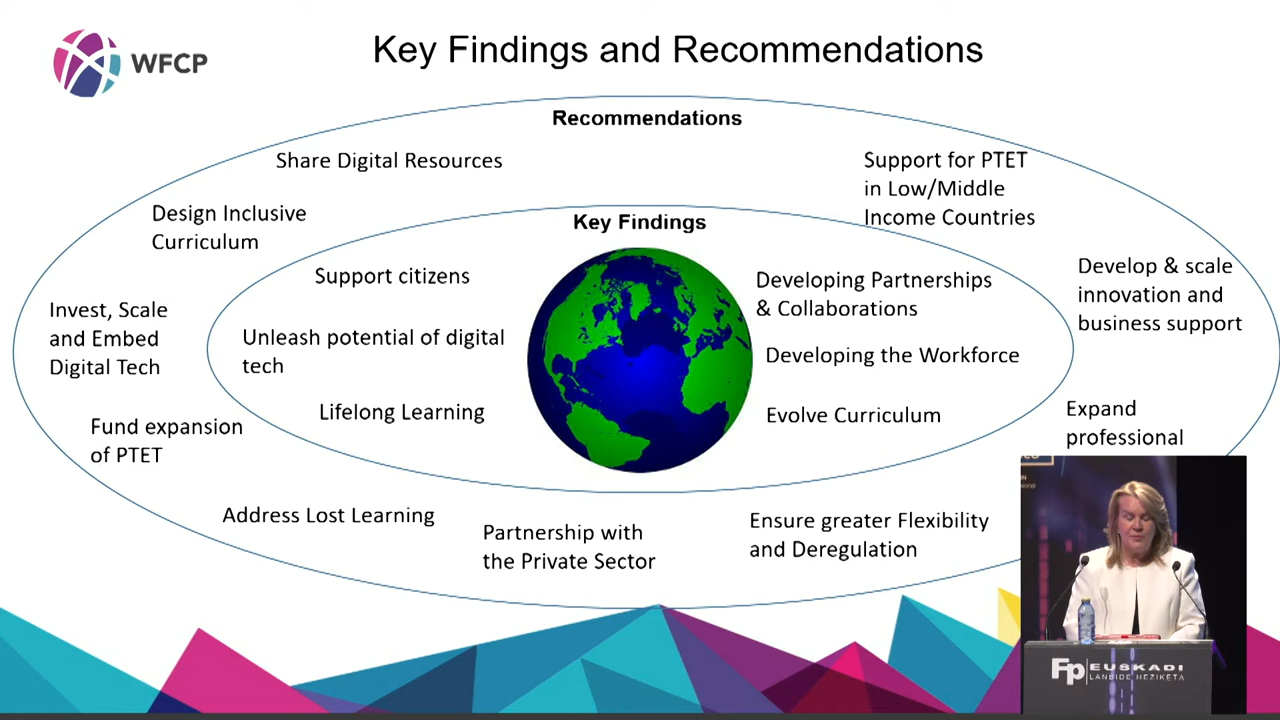 WFCP
Key Findings and Recommendations
Recommendations
Share Digital Resources
Support for PTET
in Low/Middle
Income Countries
Design Inclusive
Curriculum
Key Findings
Support citizens
Developing Partnerships
& Collaborations
Develop & scale
innovation and
business support
Invest, Scale
and Embed
Digital Tech
Unleash potential of digital
tech
Developing the Workforce
Lifelong Learning
Evolve Curriculum
Expand
professional
Fund expansion
of PTET
Address Lost Learning
Partnership with
the Private Sector
Ensure greater Flexibility
and Deregulation
Fp EUSKADI
LANBIDE HEZIKETA